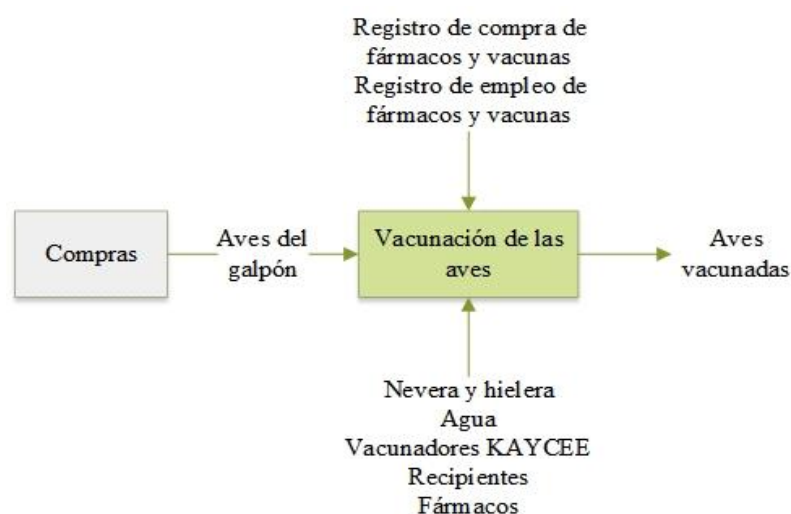 Registro de compra de
fármacos y vacunas
Registro de empleo de
fármacos y vacunas
Compras
Aves del
galpón
Vacunación de las
aves
Aves
vacunadas
Nevera y hielera
Agua
Vacunadores KAYCEE
Recipientes
Fármacos